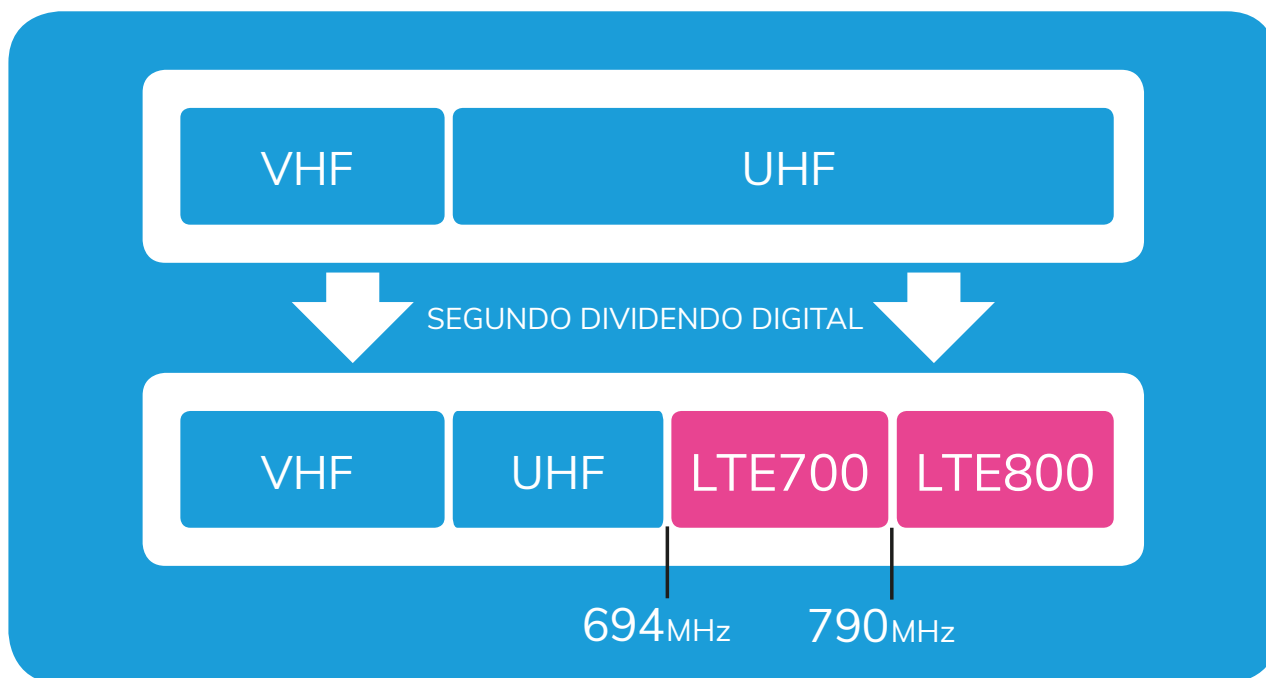 VHF UHF
SEGUNDO DIVIDENDO DIGITAL
VHF UHF LTE700 LTE800
694MHz 790MHz